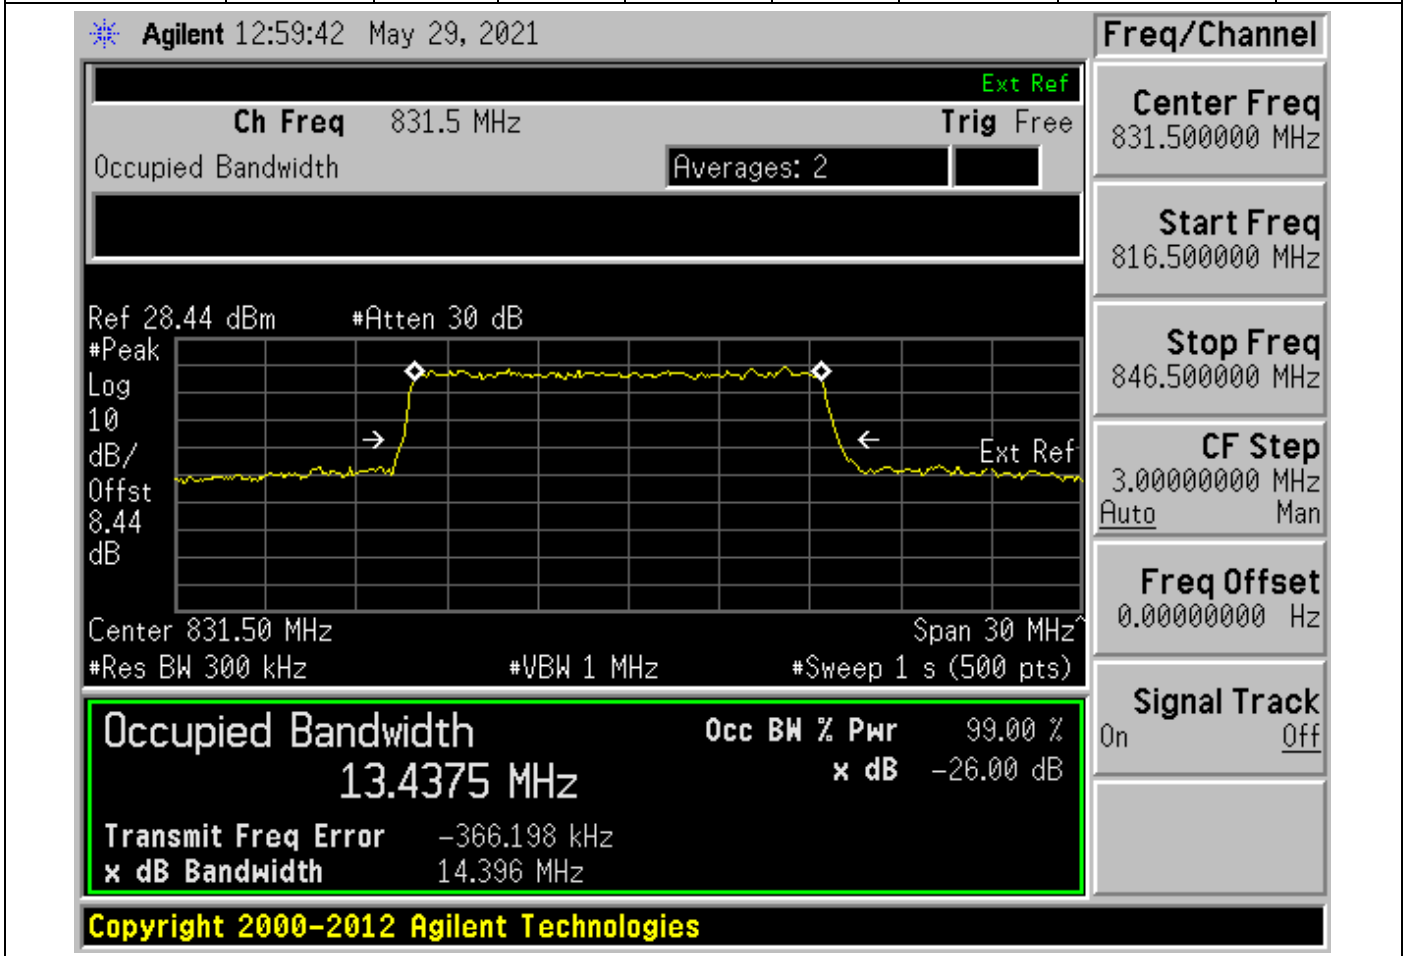 Agilent 12:59:42 May 29, 2021
Freq/Channel
Ext Ref
Ch Freq 831.5 MHz
Trig Free
Occupied Bandwidth
Averages: 2
Center Freq
831.500000 MHz
Start Freq
816.500000 MHz
Stop Freq
846.500000 MHz
CF Step
3.00000000 MHz
Auto Man
Freq Offset
0.00000000 Hz
Signal Track
On Off
Ref 28.44 dBm #Atten 30 dB
#Peak
Log
10
dB/
Offst
8.44
dB
Ext Ref
Center 831.50 MHz Span 30 MHz^
#Res BW 300 kHz #VBW 1 MHz #Sweep 1 s (500 pts)
Occupied Bandwidth
13.4375 MHz
Occ BW % Pwr 99.00 %
x dB -26.00 dB
Transmit Freq Error -366.198 kHz
x dB Bandwidth 14.396 MHz
Copyright 2000-2012 Agilent Technologies